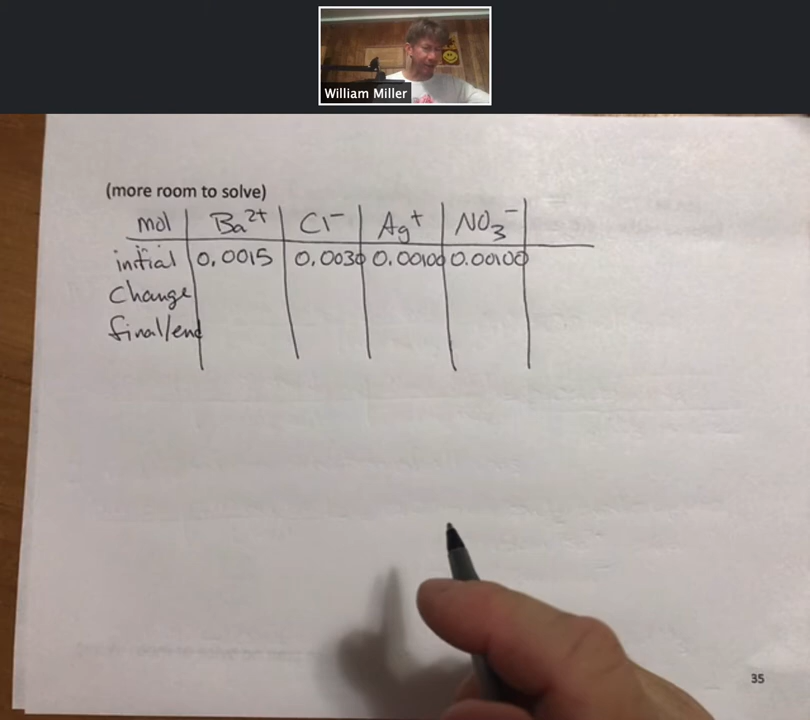 William Miller
(more room to solve)
mol Ba²⁺ Cl⁻ Ag⁺ NO₃⁻
initial 0.0015 0.0030 0.00100 0.00100
Change
final/end
35